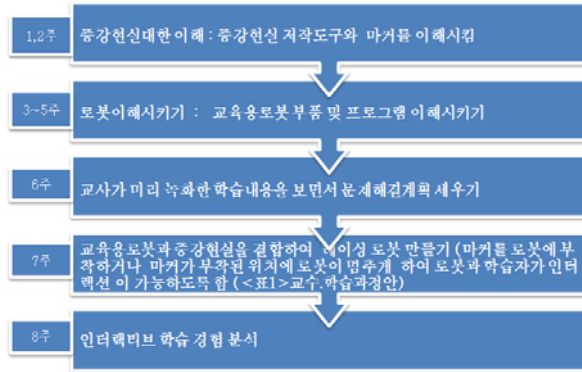 1,2주
증강현실대한 이해 : 증강현실 저작도구와 마커를 이해시킴
3~5주
로봇이해시키기 : 교육용로봇 부품 및 프로그램 이해시키기
6주
교사가 미리 녹화한 학습내용을 보면서 문제해결계획 세우기
7주
교육용로봇과 증강현실을 결합하여 레이싱 로봇 만들기 (마커를 로봇에 부
착하거나 마커가 부착된 위치에 로봇이 멈추게 하여 로봇과 학습자가 인터
랙션 이 가능하도록 함 (<표1>교수.학습과정안)
8주
인터랙티브 학습 경험 분석